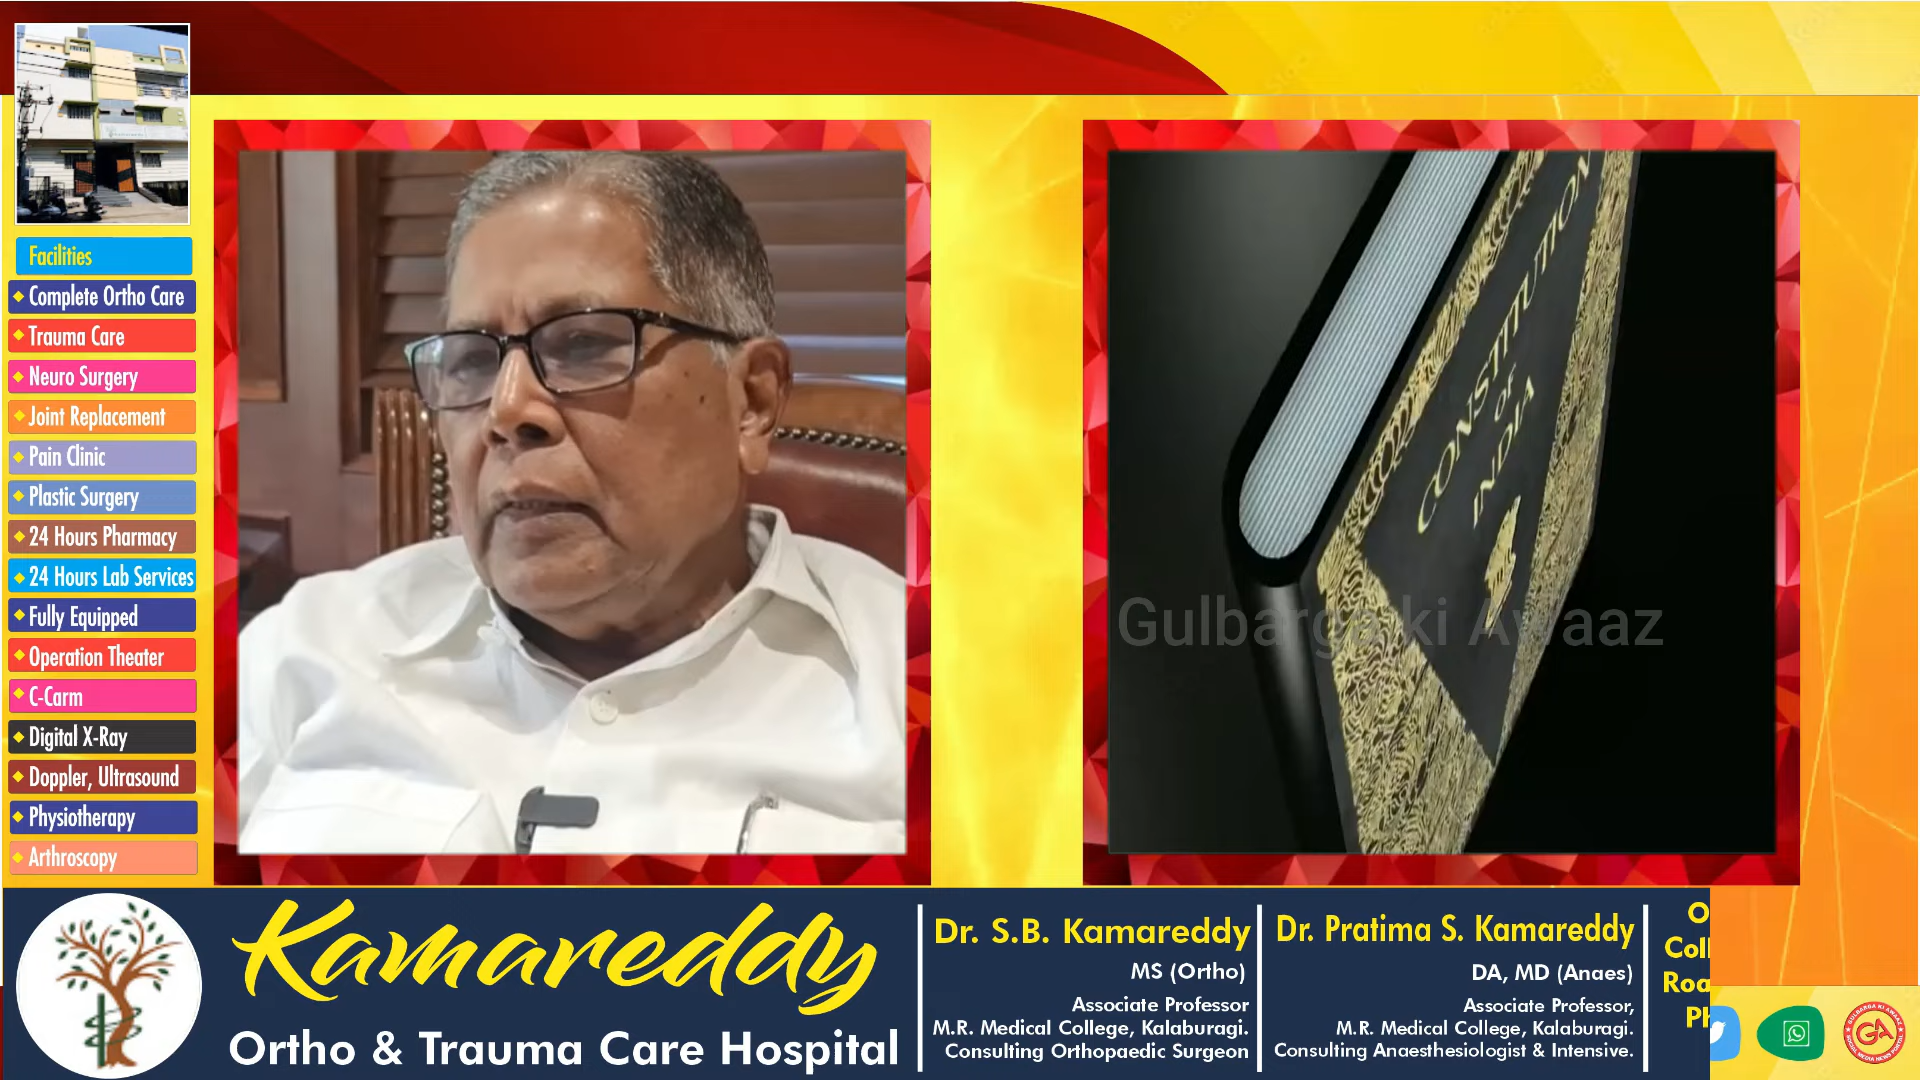 Facilities
Complete Ortho Care
Trauma Care
Neuro Surgery
Joint Replacement
Pain Clinic
Plastic Surgery
24 Hours Pharmacy
24 Hours Lab Services
Fully Equipped
Operation Theater
C-Carm
Digital X-Ray
Doppler, Ultrasound
Physiotherapy
Arthroscopy
CONSTITUTION
OF
INDIA
Gulbarga ki Awaaz
Kamareddy
Ortho & Trauma Care Hospital
Dr. S.B. Kamareddy
MS (Ortho)
Associate Professor
M.R. Medical College, Kalaburagi.
Consulting Orthopaedic Surgeon
Dr. Pratima S. Kamareddy
DA, MD (Anaes)
Associate Professor,
M.R. Medical College, Kalaburagi.
Consulting Anaesthesiologist & Intensive.
GA